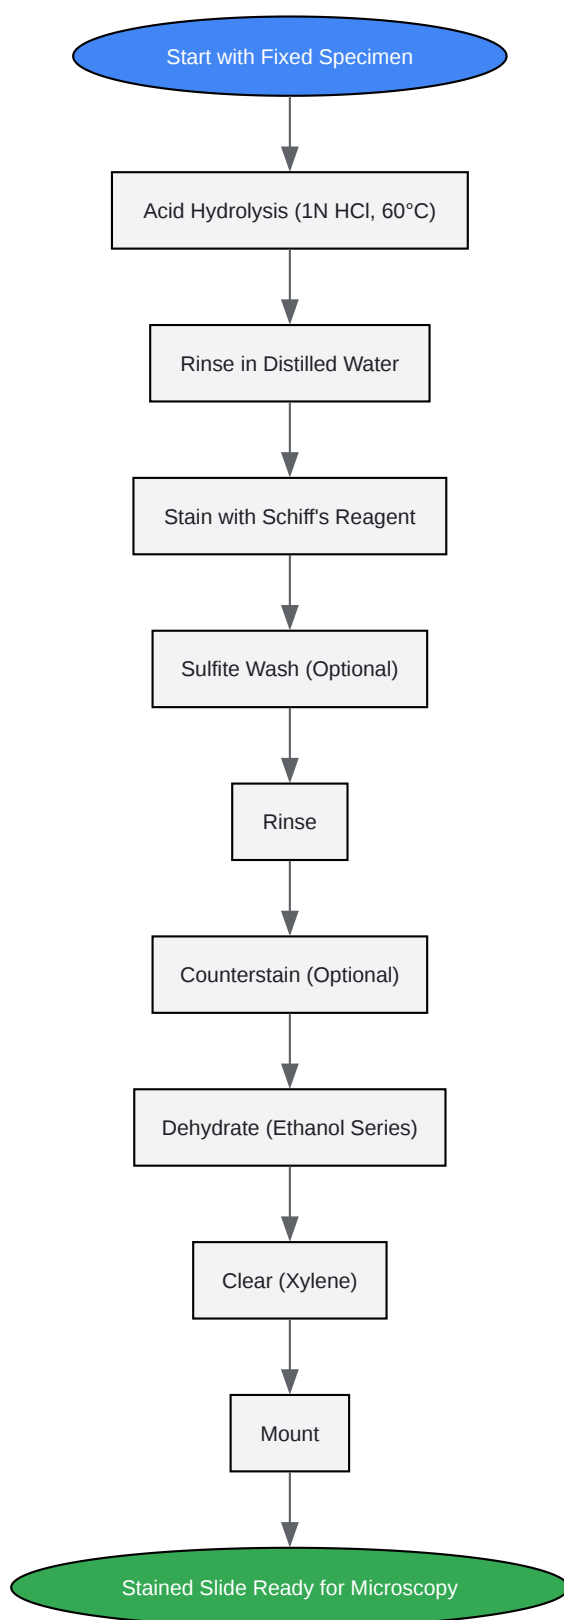 Start with Fixed Specimen
Acid Hydrolysis (1N HCl, 60°C)
Rinse in Distilled Water
Stain with Schiff's Reagent
Sulfite Wash (Optional)
Rinse
Counterstain (Optional)
Dehydrate (Ethanol Series)
Clear (Xylene)
Mount
Stained Slide Ready for Microscopy